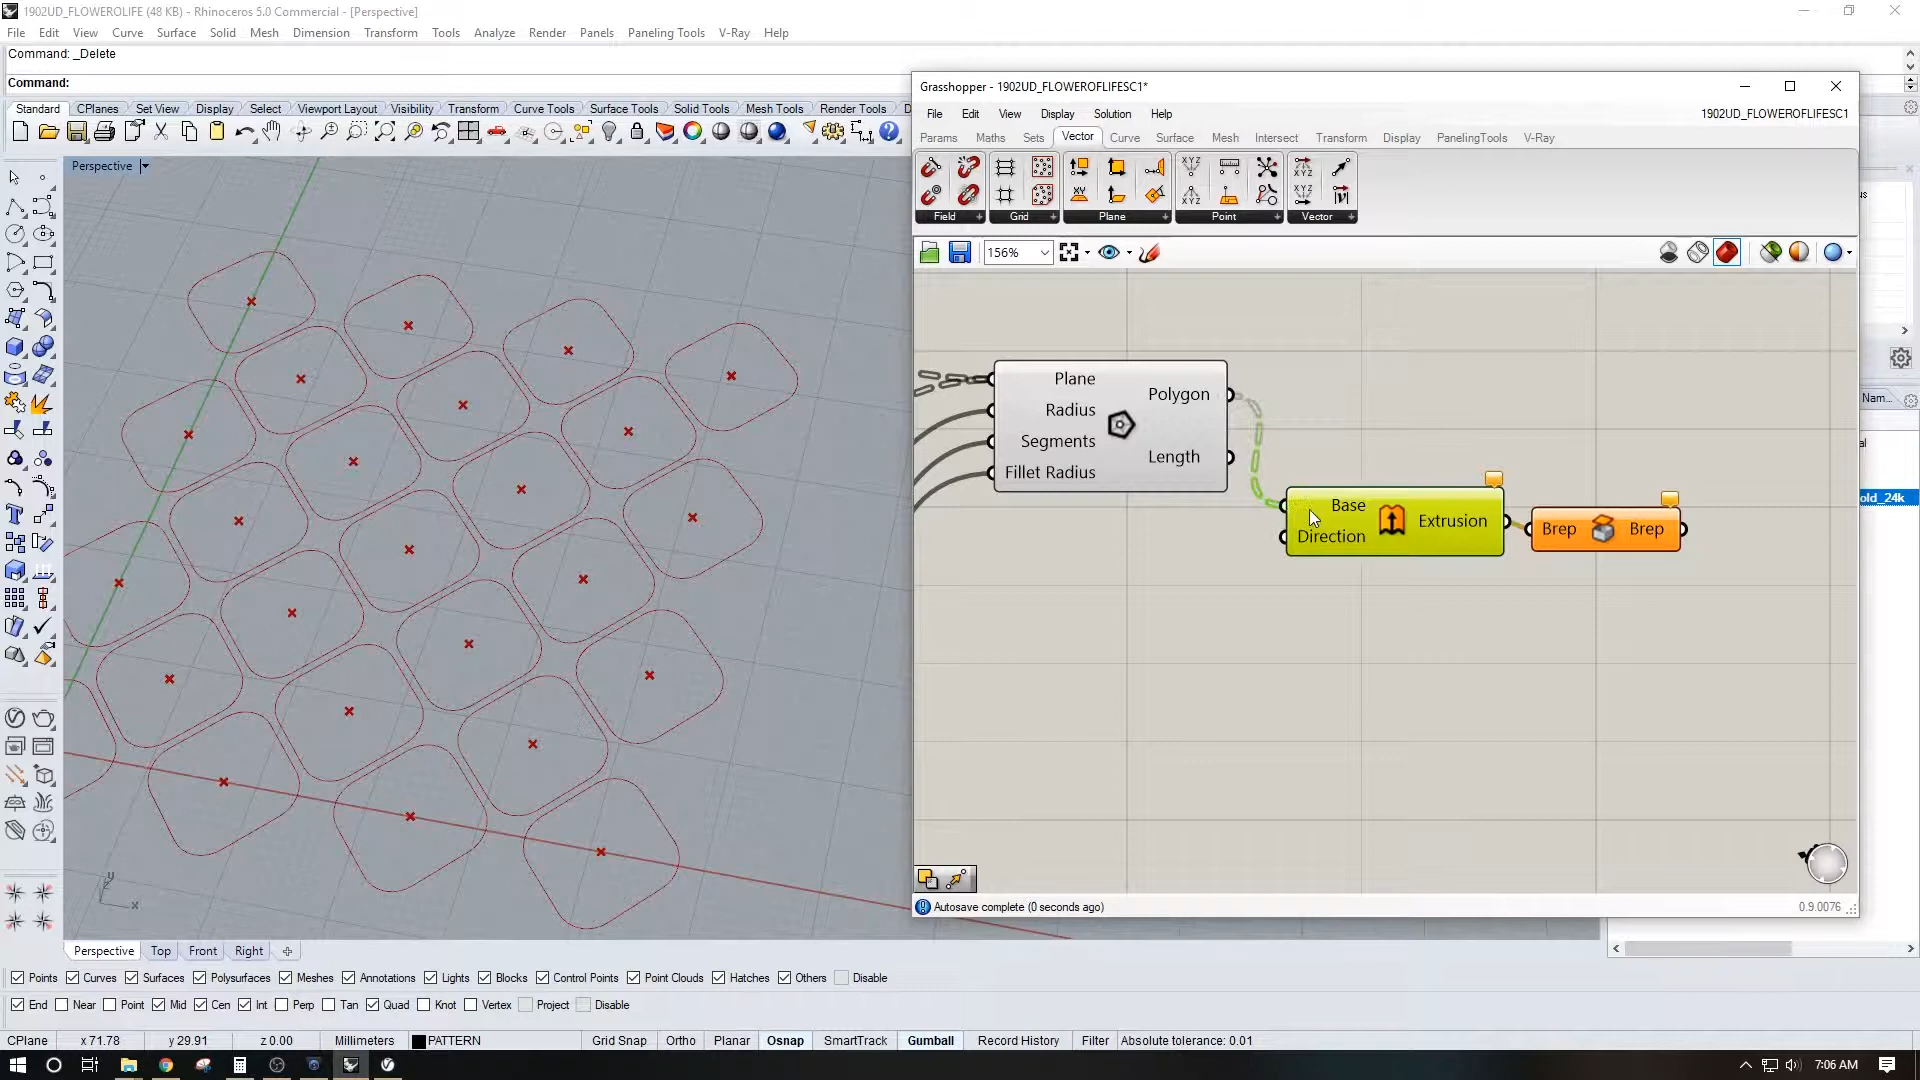 1902UD_FLOWEROLIFE (48 KB) - Rhinoceros 5.0 Commercial - [Perspective]
File Edit View Curve Surface Solid Mesh Dimension Transform Tools Analyze Render Panels Paneling Tools V-Ray Help
Command: _Delete
Command:
Standard CPlanes Set View Display Select Viewport Layout Visibility Transform Curve Tools Surface Tools Solid Tools Mesh Tools Render Tools D
Perspective
Grasshopper - 1902UD_FLOWEROFLIFESC1*
File Edit View Display Solution Help
1902UD_FLOWEROFLIFESC1
Params Maths Sets Vector Curve Surface Mesh Intersect Transform Display PanelingTools V-Ray
Field Grid Plane Point Vector
156%
Plane
Radius
Segments
Fillet Radius
Polygon
Length
Base
Direction
Extrusion
Brep Brep
Autosave complete (0 seconds ago)
0.9.0076
us
Nam...
al
old_24k
y
x
z
Perspective Top Front Right
Points Curves Surfaces Polysurfaces Meshes Annotations Lights Blocks Control Points Point Clouds Hatches Others Disable
End Near Point Mid Cen Int Perp Tan Quad Knot Vertex Project Disable
CPlane x 71.78 y 29.91 z 0.00 Millimeters PATTERN Grid Snap Ortho Planar Osnap SmartTrack Gumball Record History Filter Absolute tolerance: 0.01
7:06 AM